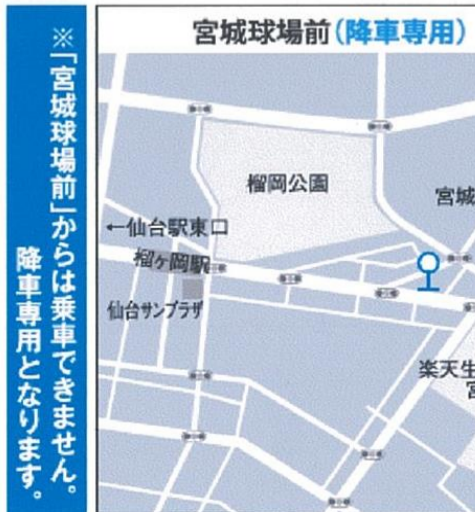 ※「宮城球場前」からは乗車できません。
降車専用となります。
宮城球場前(降車専用)
榴岡公園
宮城
←仙台駅東口
榴ヶ岡駅
仙台サンプラザ
楽天生
宮